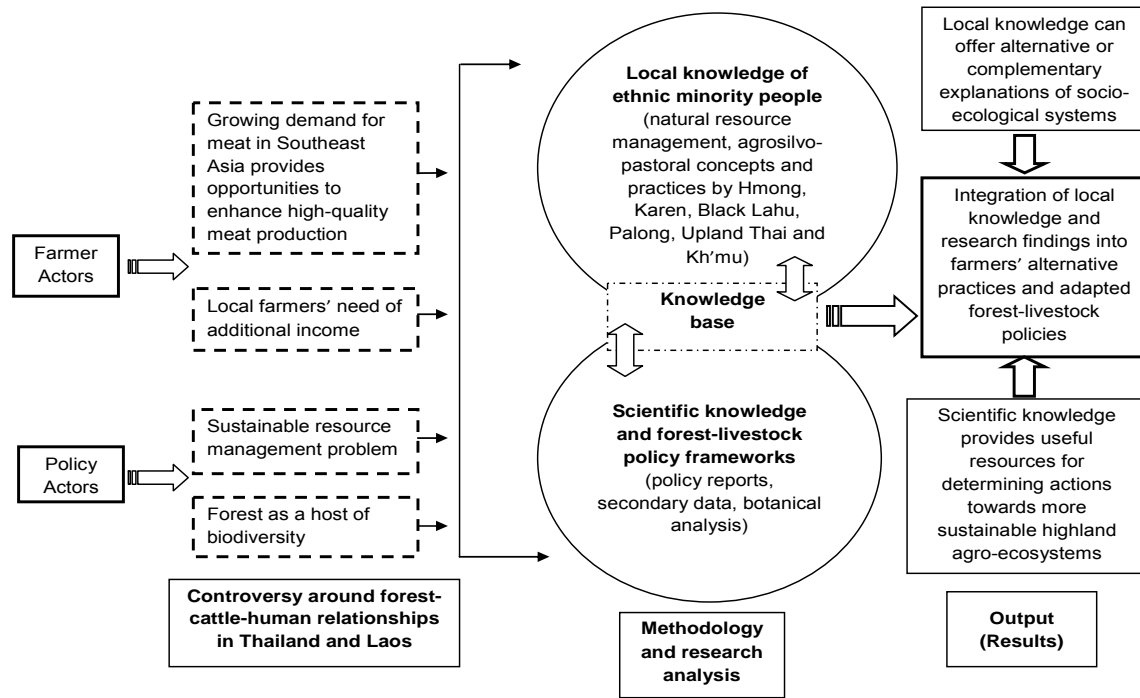 Farmer
Actors
Policy
Actors
Growing demand for
meat in Southeast
Asia provides
opportunities to
enhance high-quality
meat production
Local farmers' need of
additional income
Sustainable resource
management problem
Forest as a host of
biodiversity
Controversy around forest-
cattle-human relationships
in Thailand and Laos
Local knowledge of
ethnic minority people
(natural resource
management, agrosilvo-
pastoral concepts and
practices by Hmong,
Karen, Black Lahu,
Palong, Upland Thai and
Kh'mu)
Knowledge
base
Scientific knowledge
and forest-livestock
policy frameworks
(policy reports,
secondary data, botanical
analysis)
Methodology
and research
analysis
Local knowledge can
offer alternative or
complementary
explanations of socio-
ecological systems
Integration of local
knowledge and
research findings into
farmers' alternative
practices and adapted
forest-livestock
policies
Scientific knowledge
provides useful
resources for
determining actions
towards more
sustainable highland
agro-ecosystems
Output
(Results)